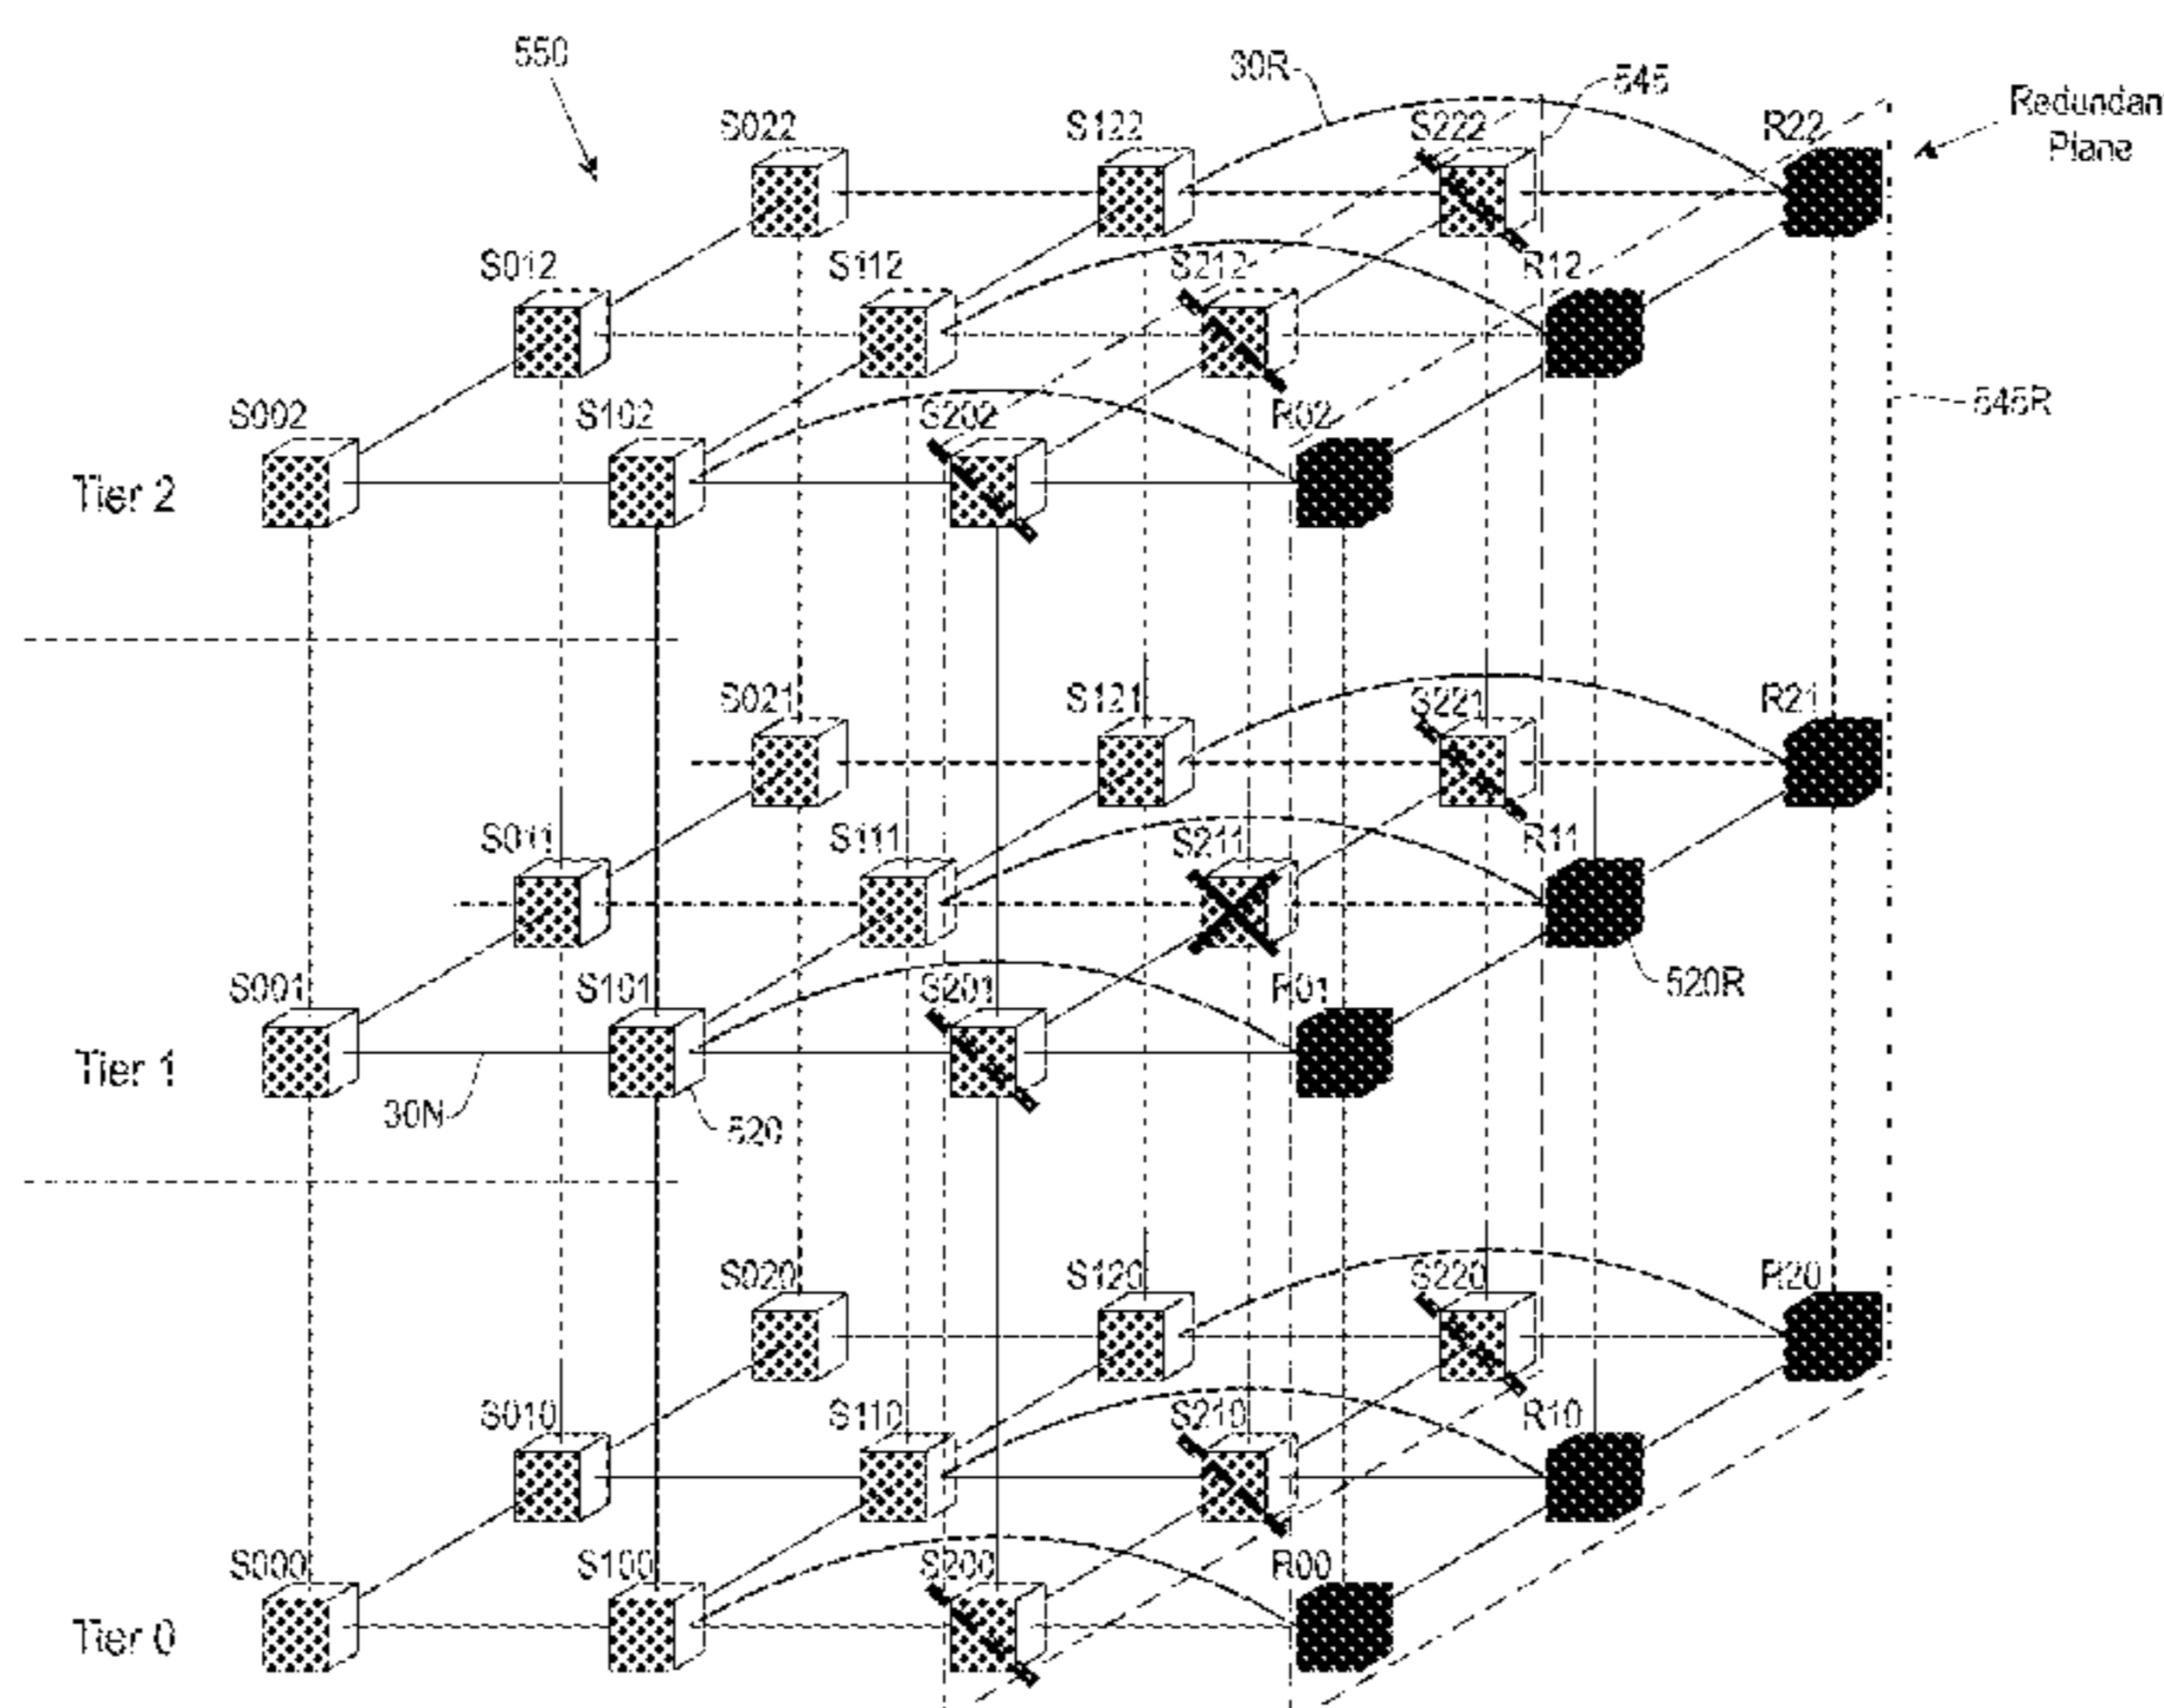 550
30R
545
S022
S122
S222
R22
Redundan
Plane
S012
S112
S212
R12
S002
S102
S202
R02
545R
Tier 2
S021
S121
S221
R21
S011
S111
S211
R11
S001
S101
S201
R01
520R
Tier 1
30N
520
S020
S120
S220
R20
S010
S110
S210
R10
S000
S100
S200
R00
Tier 0